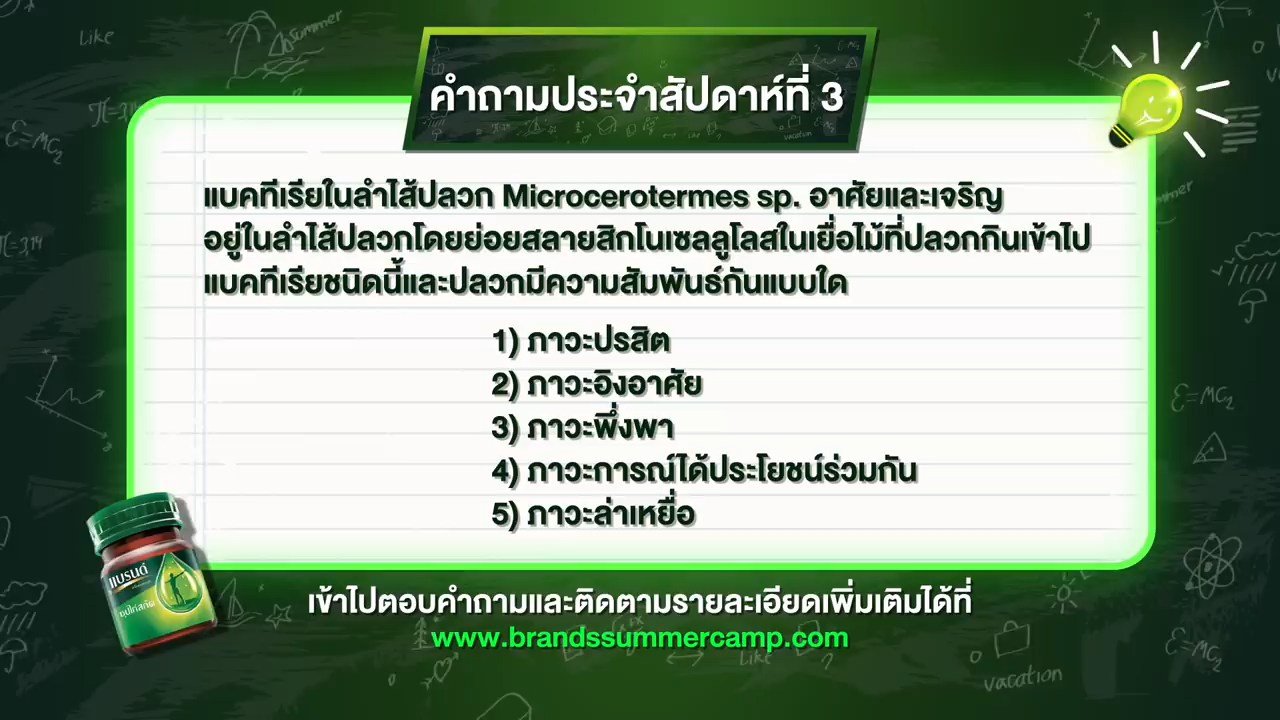 Like
Summer
คำถามประจำสัปดาห์ที่ 3
แบคทีเรียในลำไส้ปลวก Microcerotermes sp. อาศัยและเจริญ
อยู่ในลำไส้ปลวกโดยย่อยสลายลิกโนเซลลูโลสในเยื่อไม้ที่ปลวกกินเข้าไป
แบคทีเรียชนิดนี้และปลวกมีความสัมพันธ์กันแบบใด
1) ภาวะปรสิต
2) ภาวะอิงอาศัย
3) ภาวะพึ่งพา
4) ภาวะการณ์ได้ประโยชน์ร่วมกัน
5) ภาวะล่าเหยื่อ
แบรนด์
ซุปไก่สกัด
เข้าไปตอบคำถามและติดตามรายละเอียดเพิ่มเติมได้ที่
www.brandssummercamp.com
Like
vacation